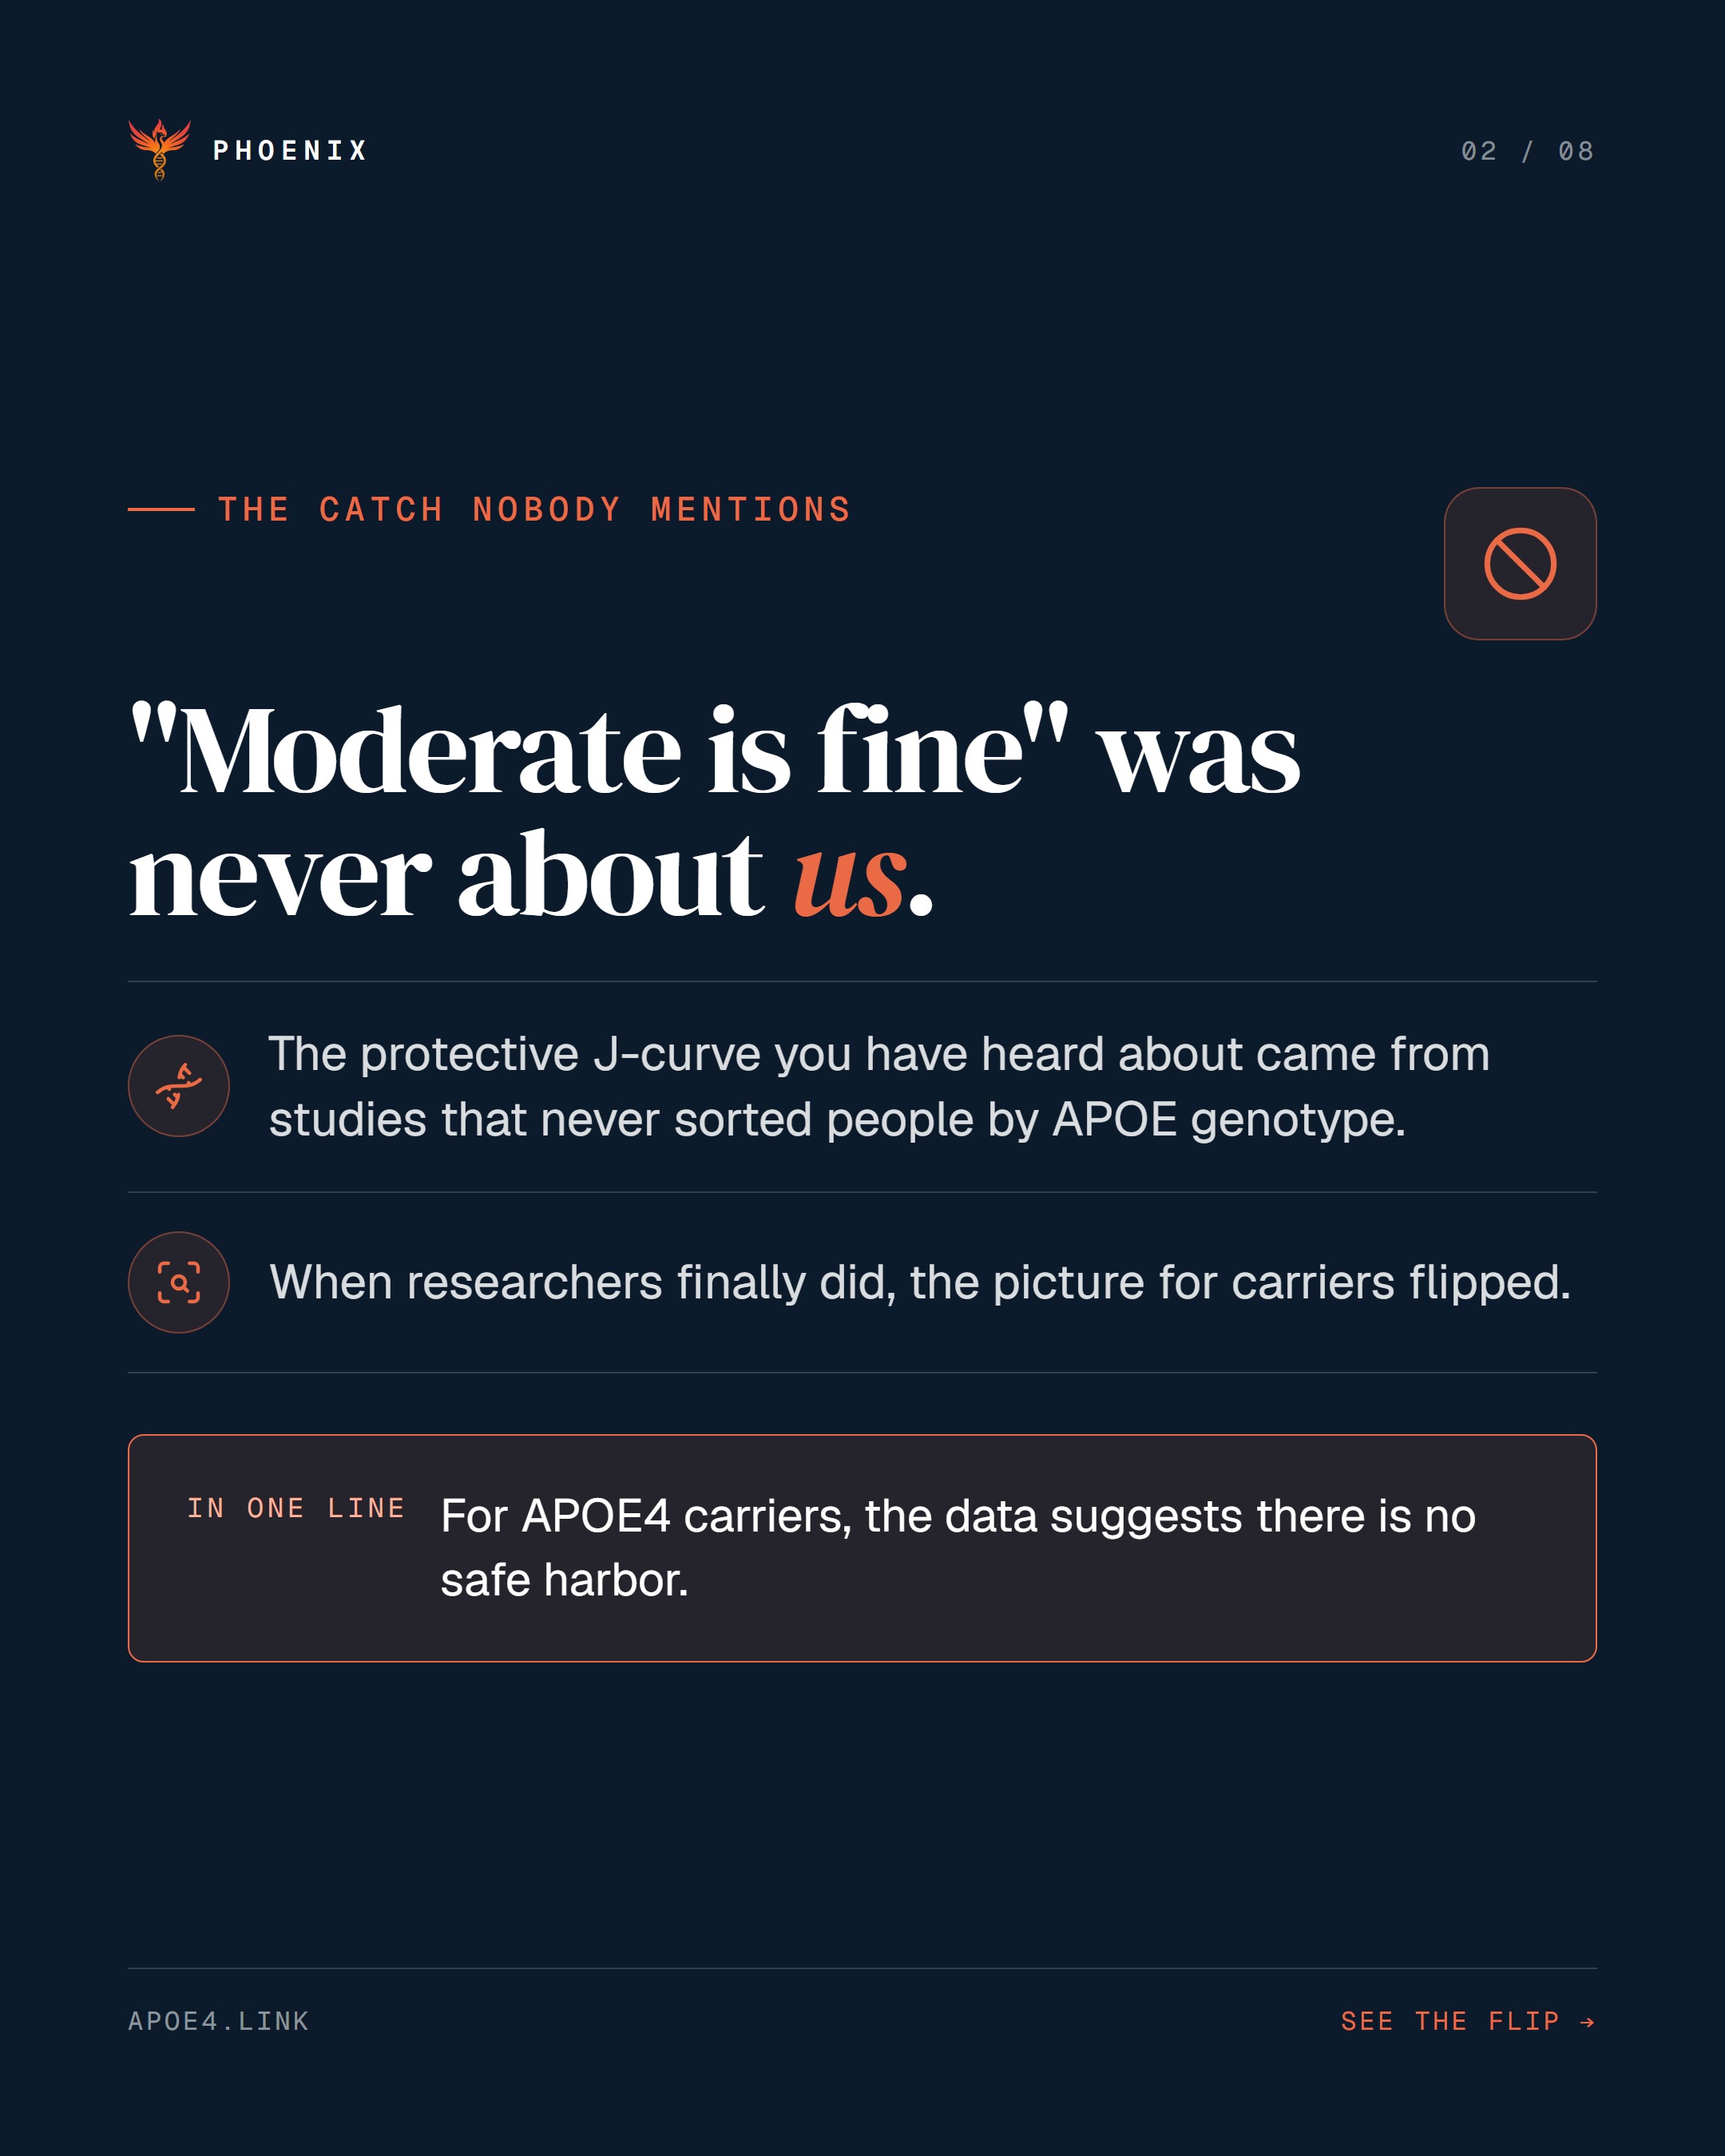 PHOENIX
02 / 08
THE CATCH NOBODY MENTIONS
"Moderate is fine" was
never about us.
The protective J-curve you have heard about came from
studies that never sorted people by APOE genotype.
When researchers finally did, the picture for carriers flipped.
IN ONE LINE
For APOE4 carriers, the data suggests there is no
safe harbor.
APOE4.LINK
SEE THE FLIP →